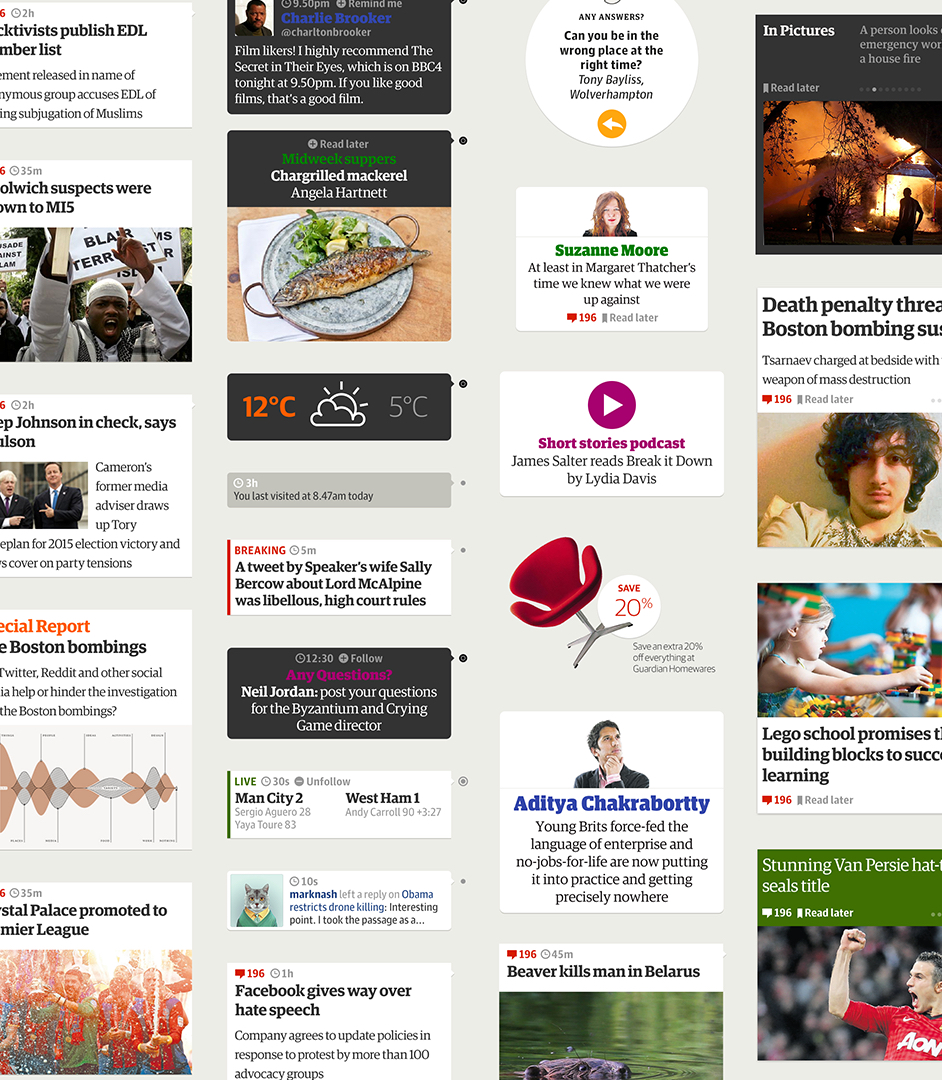 6 2h
cktivists publish EDL
mber list
ement released in name of
nymous group accuses EDL of
ing subjugation of Muslims
6 35m
olwich suspects were
own to MI5
SADE
AINST
LAM
BLAIR
TERRORIST
MS
ISL
6 2h
ep Johnson in check, says
ulson
Cameron's
former media
adviser draws
up Tory
eplan for 2015 election victory and
s cover on party tensions
ecial Report
e Boston bombings
Twitter, Reddit and other social
ia help or hinder the investigation
the Boston bombings?
6 35m
stal Palace promoted to
mier League
9.50pm Remind me
Charlie Brooker
@charltonbrooker
Film likers! I highly recommend The
Secret in Their Eyes, which is on BBC4
tonight at 9.50pm. If you like good
films, that's a good film.
Read later
Midweek suppers
Chargrilled mackerel
Angela Hartnett
12°C 5°C
3h
You last visited at 8.47am today
BREAKING 5m
A tweet by Speaker's wife Sally
Bercow about Lord McAlpine
was libellous, high court rules
12:30 Follow
Any Questions?
Neil Jordan: post your questions
for the Byzantium and Crying
Game director
LIVE 30s Unfollow
Man City 2 West Ham 1
Sergio Aguero 28 Andy Carroll 90 +3:27
Yaya Toure 83
10s
marknash left a reply on Obama
restricts drone killing: Interesting
point. I took the passage as a...
196 1h
Facebook gives way over
hate speech
Company agrees to update policies in
response to protest by more than 100
advocacy groups
ANY ANSWERS?
Can you be in the
wrong place at the
right time?
Tony Bayliss,
Wolverhampton
Suzanne Moore
At least in Margaret Thatcher's
time we knew what we were
up against
196 Read later
Short stories podcast
James Salter reads Break it Down
by Lydia Davis
SAVE
20%
Save an extra 20%
off everything at
Guardian Homewares
Aditya Chakrabortty
Young Brits force-fed the
language of enterprise and
no-jobs-for-life are now putting
it into practice and getting
precisely nowhere
196 45m
Beaver kills man in Belarus
In Pictures
A person looks o
emergency wor
a house fire
Read later
Death penalty threa
Boston bombing sus
Tsarnaev charged at bedside with
weapon of mass destruction
196 Read later
Lego school promises t
building blocks to succe
learning
196 Read later
Stunning Van Persie hat-t
seals title
196 Read later
AON